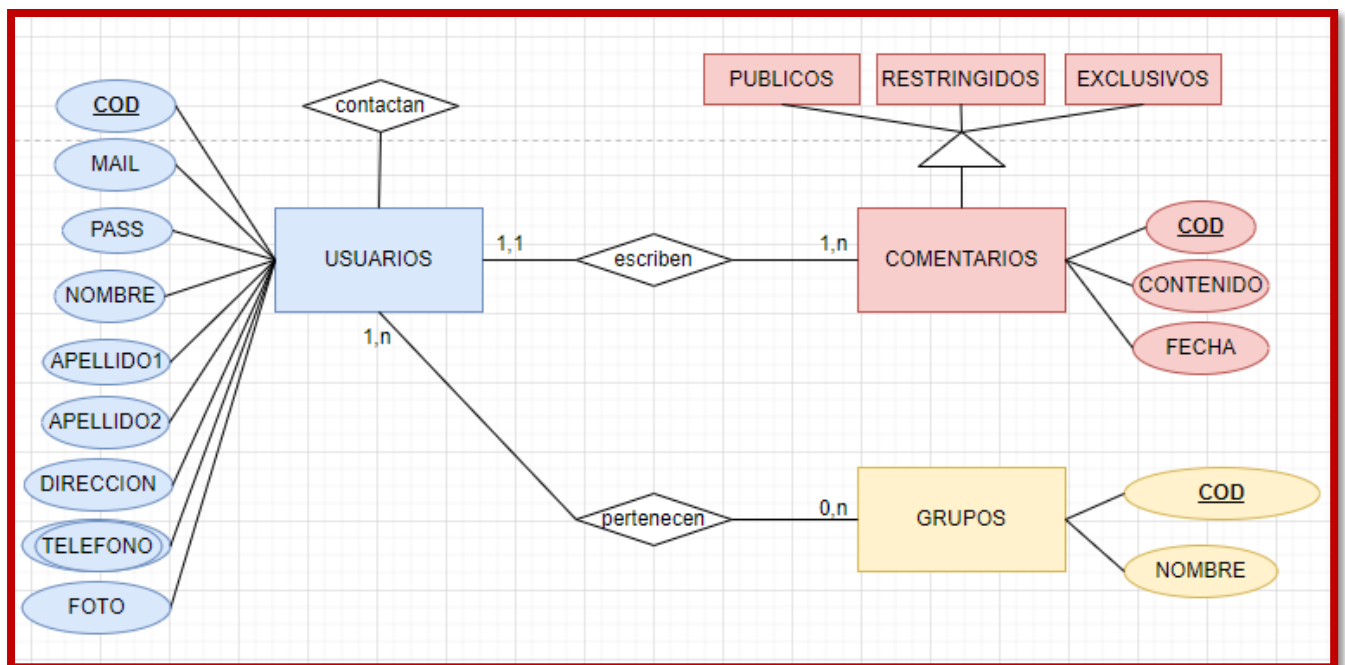 PUBLICOS
RESTRINGIDOS
EXCLUSIVOS
COD
contactan
MAIL
PASS
USUARIOS
1,1
escriben
1,n
COMENTARIOS
COD
CONTENIDO
FECHA
NOMBRE
1,n
APELLIDO1
APELLIDO2
DIRECCION
TELEFONO
FOTO
pertenecen
0,n
GRUPOS
COD
NOMBRE